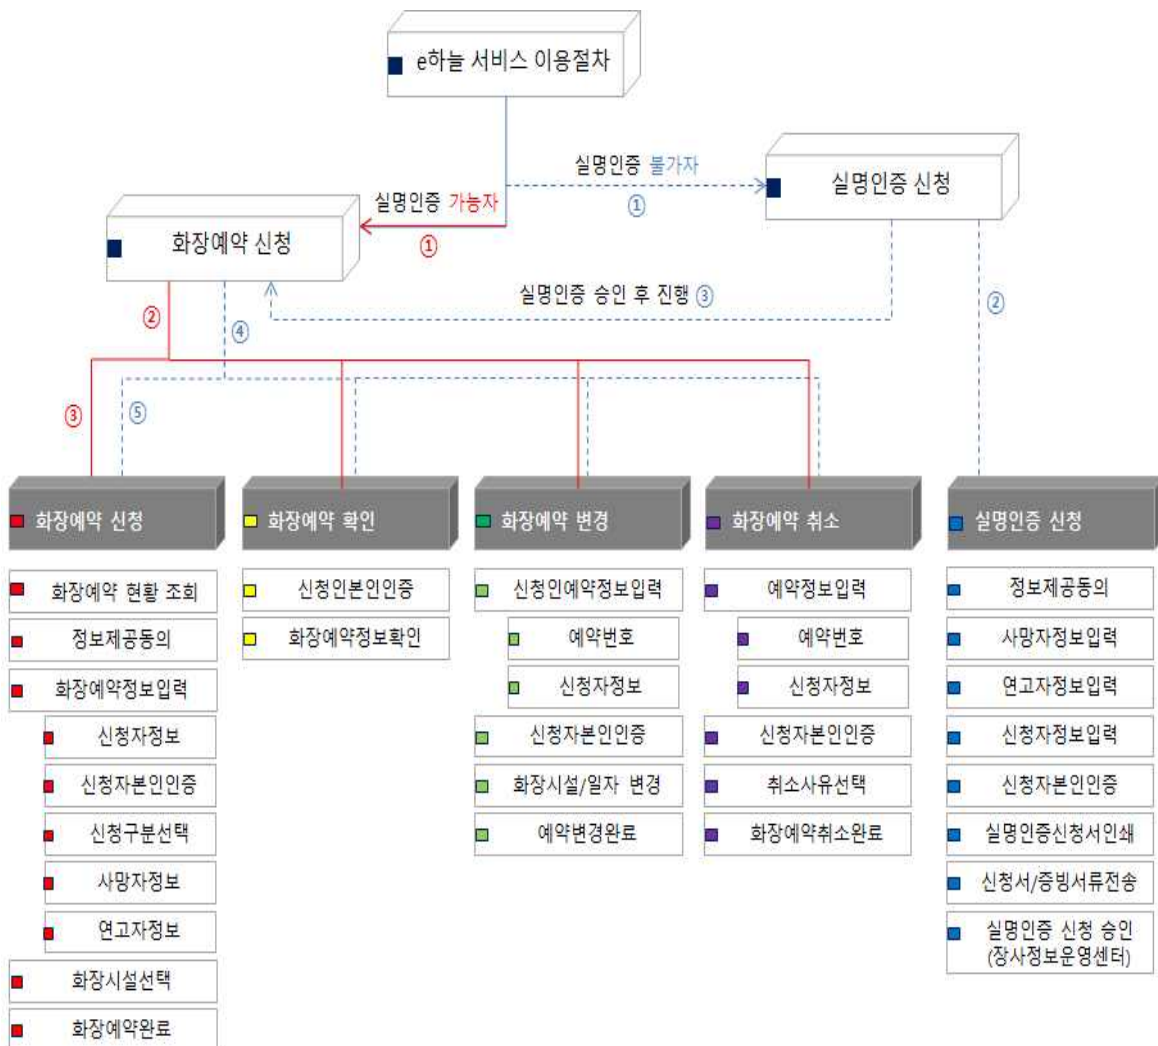 e하늘 서비스 이용절차
실명인증 불가자
①
실명인증 신청
실명인증 가능자
①
화장예약 신청
실명인증 승인 후 진행 ③
②
④
②
③
⑤
화장예약 신청
화장예약 현황 조회
정보제공동의
화장예약정보입력
신청자정보
신청자본인인증
신청구분선택
사망자정보
연고자정보
화장시설선택
화장예약완료
화장예약 확인
신청인본인인증
화장예약정보확인
화장예약 변경
신청인예약정보입력
예약번호
신청자정보
신청자본인인증
화장시설/일자 변경
예약변경완료
화장예약 취소
예약정보입력
예약번호
신청자정보
신청자본인인증
취소사유선택
화장예약취소완료
실명인증 신청
정보제공동의
사망자정보입력
연고자정보입력
신청자정보입력
신청자본인인증
실명인증신청서인쇄
신청서/증빙서류전송
실명인증 신청 승인
(장사정보운영센터)